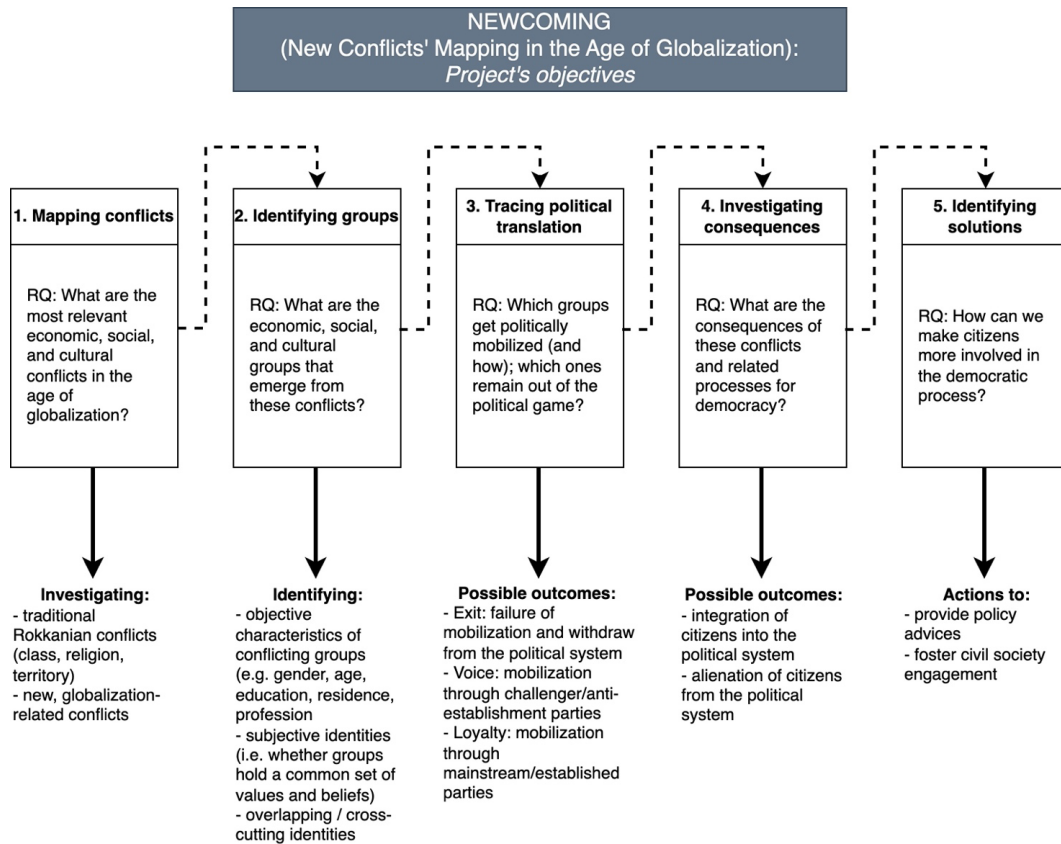 NEWCOMING
(New Conflicts' Mapping in the Age of Globalization):
Project's objectives
1. Mapping conflicts
RQ: What are the
most relevant
economic, social,
and cultural
conflicts in the
age of
globalization?
Investigating:
- traditional
Rokkanian conflicts
(class, religion,
territory)
- new, globalization-
related conflicts
2. Identifying groups
RQ: What are the
economic, social,
and cultural
groups that
emerge from
these conflicts?
Identifying:
- objective
characteristics of
conflicting groups
(e.g. gender, age,
education, residence,
profession
- subjective identities
(i.e. whether groups
hold a common set of
values and beliefs)
- overlapping / cross-
cutting identities
3. Tracing political
translation
RQ: Which groups
get politically
mobilized (and
how); which ones
remain out of the
political game?
Possible outcomes:
- Exit: failure of
mobilization and withdraw
from the political system
- Voice: mobilization
through challenger/anti-
establishment parties
- Loyalty: mobilization
through
mainstream/established
parties
4. Investigating
consequences
RQ: What are the
consequences of
these conflicts
and related
processes for
democracy?
Possible outcomes:
- integration of
citizens into the
political system
- alienation of citizens
from the political
system
5. Identifying
solutions
RQ: How can we
make citizens
more involved in
the democratic
process?
Actions to:
- provide policy
advices
- foster civil society
engagement